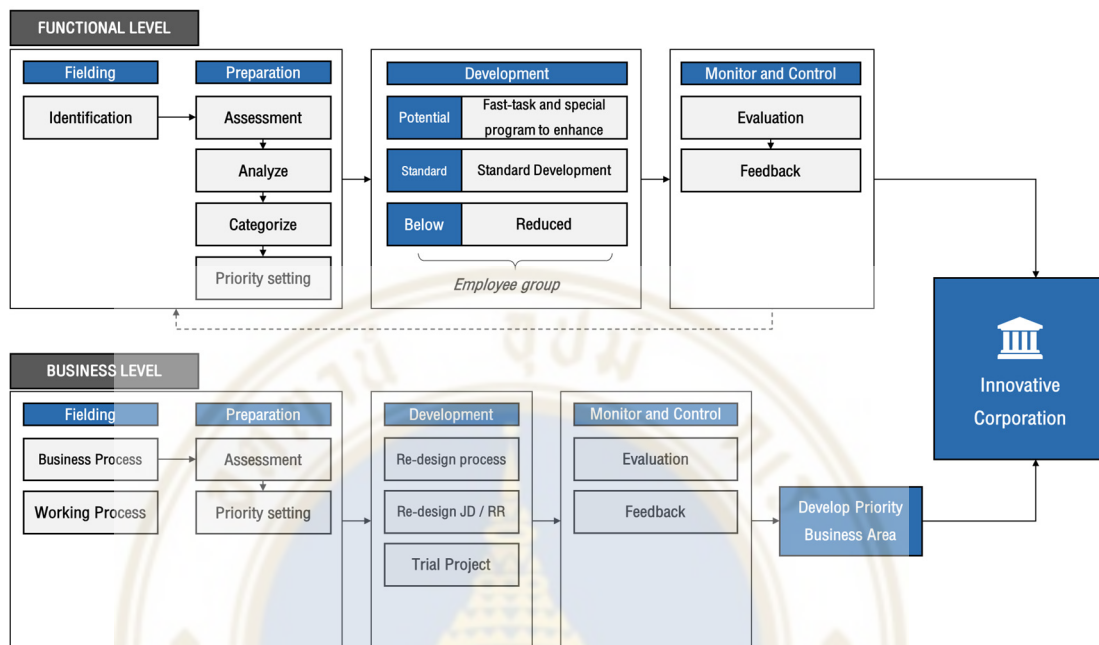 FUNCTIONAL LEVEL
Fielding
Preparation
Identification
Assessment
Analyze
Categorize
Priority setting
Development
Potential
Fast-task and special
program to enhance
Standard
Standard Development
Below
Reduced
Employee group
Monitor and Control
Evaluation
Feedback
Innovative
Corporation
BUSINESS LEVEL
Fielding
Preparation
Business Process
Assessment
Working Process
Priority setting
Development
Re-design process
Re-design JD / RR
Trial Project
Monitor and Control
Evaluation
Feedback
Develop Priority
Business Area